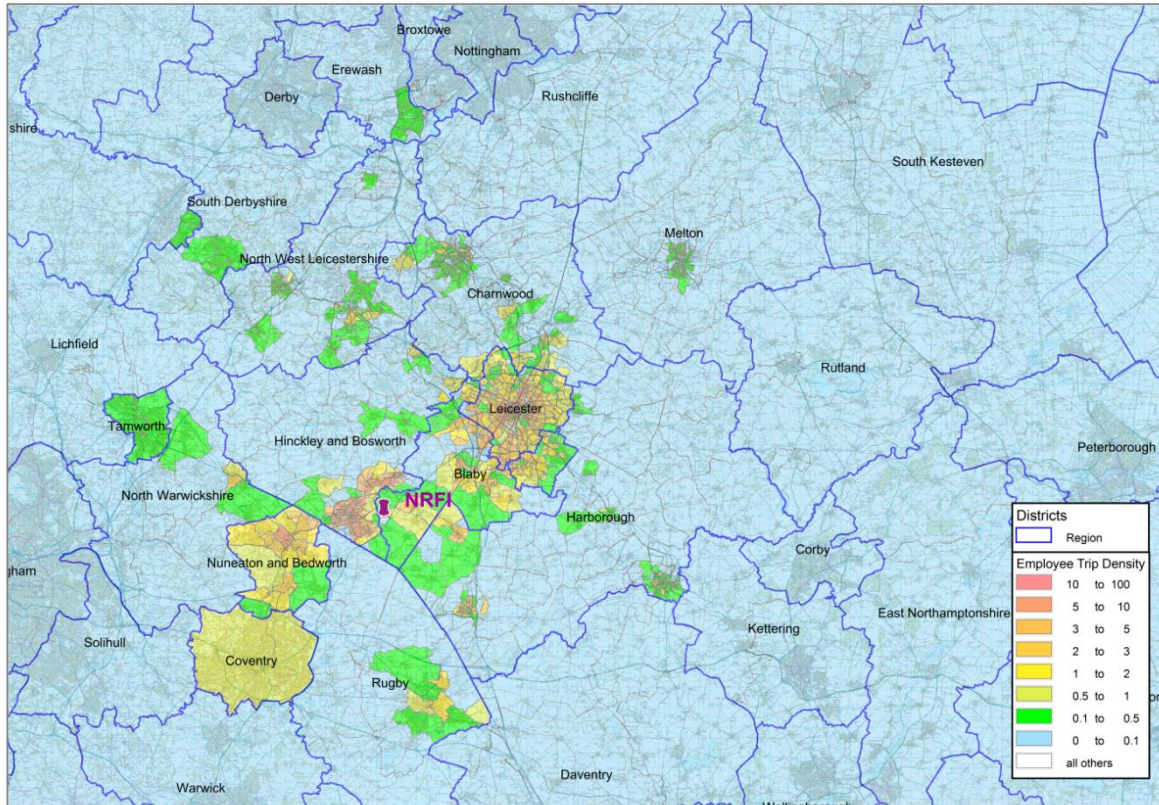 Broxtowe
Nottingham
Erewash
Derby
Rushcliffe
shire
South Kesteven
South Derbyshire
Melton
North West Leicestershire
Charnwood
Lichfield
Rutland
Leicester
Tamworth
Hinckley and Bosworth
Peterborough
Blaby
North Warwickshire
NRFI
Harborough
Corby
Nuneaton and Bedworth
gham
East Northamptonshire
Solihull
Kettering
Coventry
Rugby
Daventry
Warwick
Districts
Region
Employee Trip Density
10 to 100
5 to 10
3 to 5
2 to 3
1 to 2
0.5 to 1
0.1 to 0.5
0 to 0.1
all others